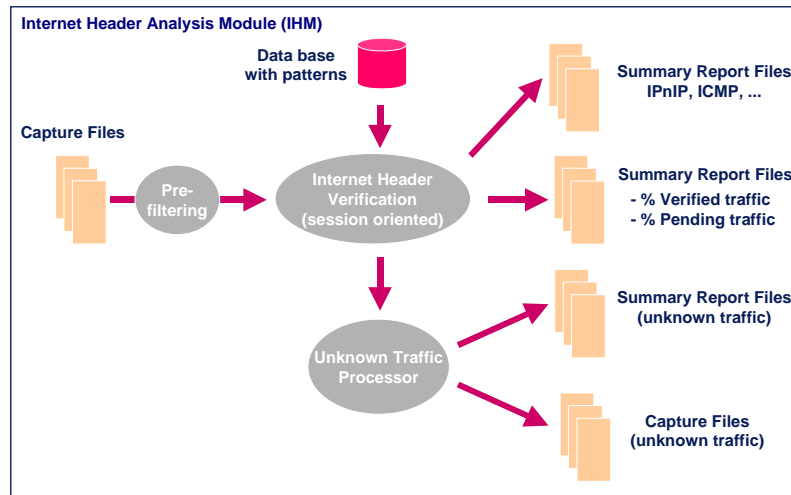 Internet Header Analysis Module (IHM)
Data base
with patterns
Summary Report Files
IPnIP, ICMP, ...
Capture Files
Pre-
filtering
Internet Header
Verification
(session oriented)
Summary Report Files
- % Verified traffic
- % Pending traffic
Unknown Traffic
Processor
Summary Report Files
(unknown traffic)
Capture Files
(unknown traffic)